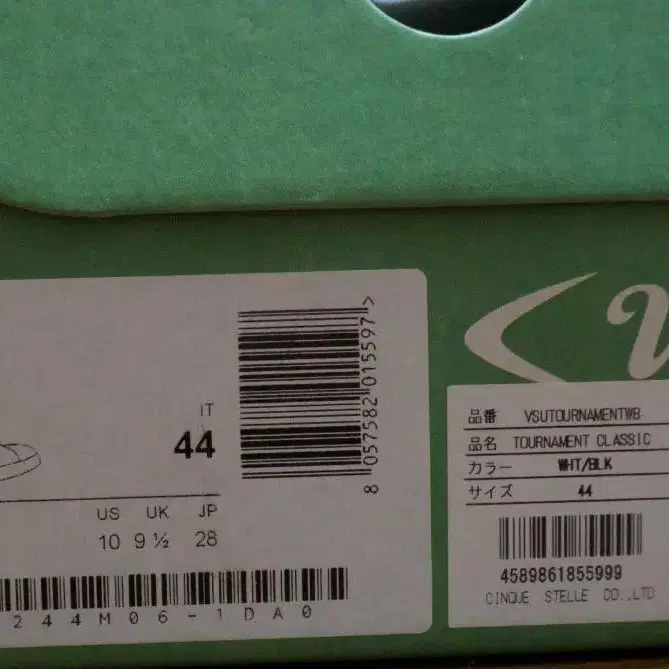 IT
44
US UK JP
10 9 ½ 28
8 057582 015597 >
244M06-1DA0
品番 VSUTOURNAMENTWB
品名 TOURNAMENT CLASSIC
カラー WHT/BLK
サイズ 44
4589861855999
CINQUE STELLE CO.,LTD